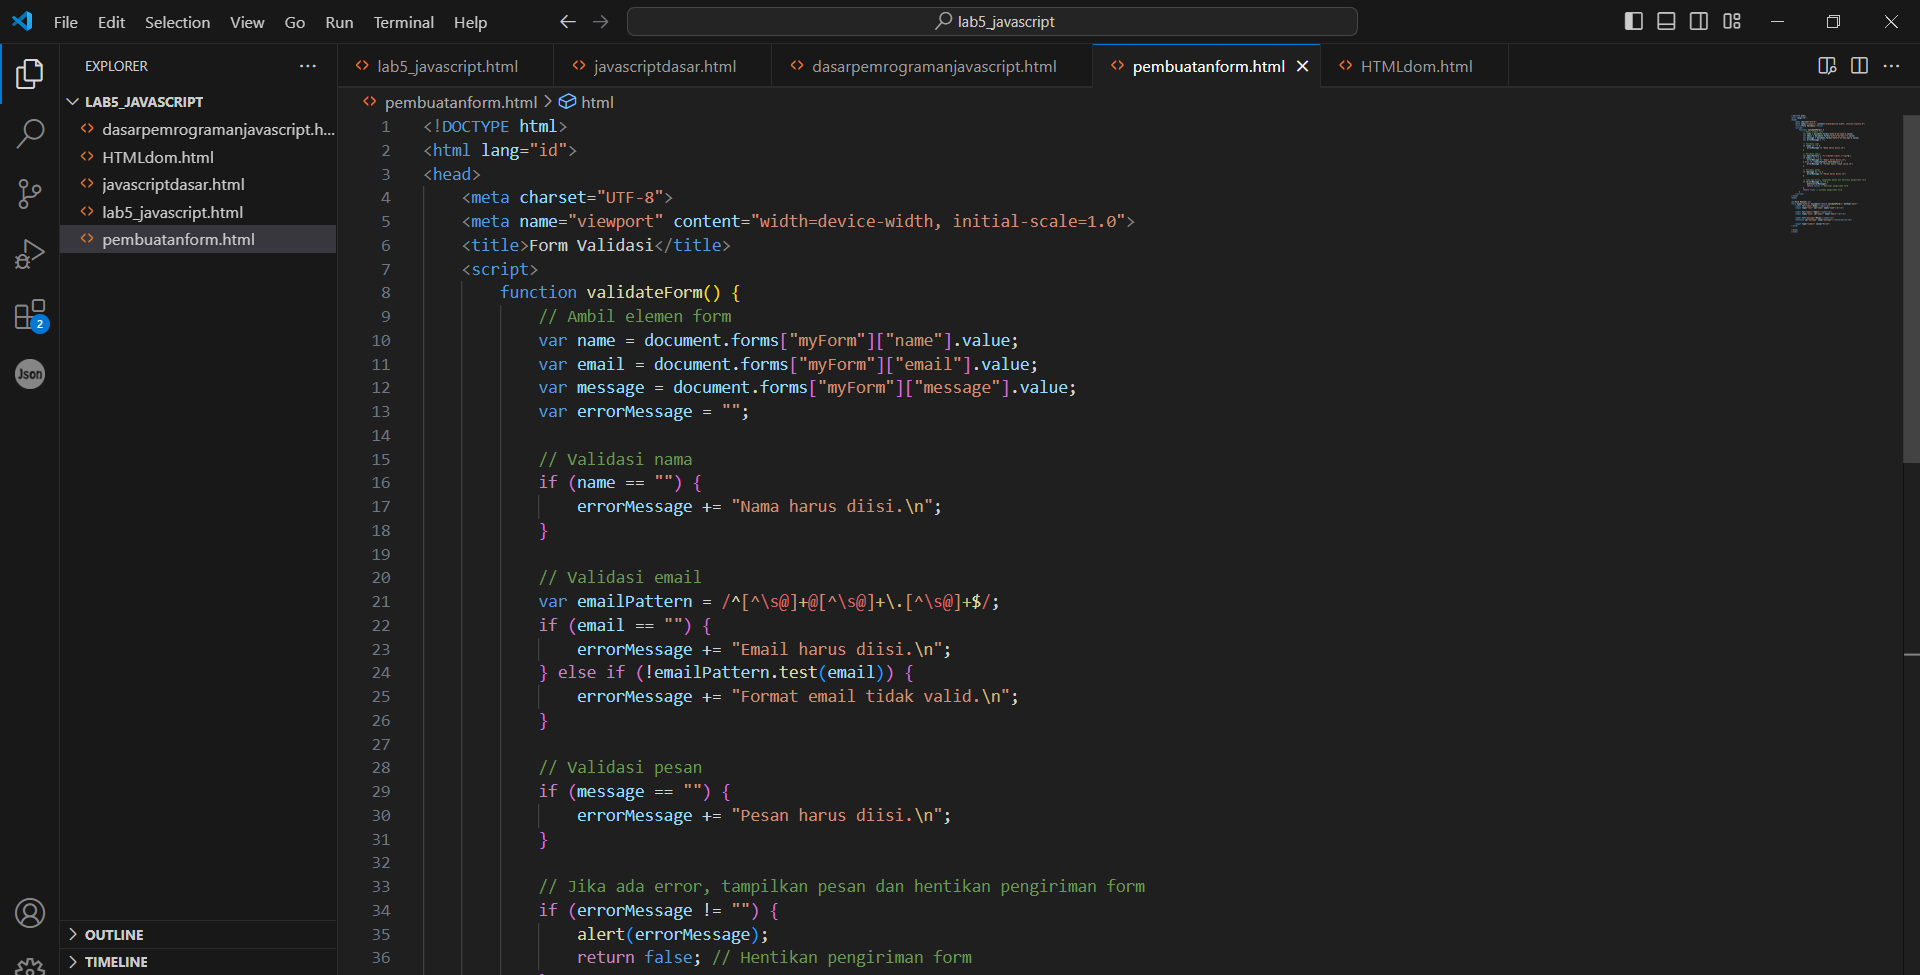 File Edit Selection View Go Run Terminal Help
lab5_javascript
EXPLORER
LAB5_JAVASCRIPT
dasarpemrogramanjavascript.h...
HTMLdom.html
javascriptdasar.html
lab5_javascript.html
pembuatanform.html
2
Json
OUTLINE
TIMELINE
lab5_javascript.html javascriptdasar.html dasarpemrogramanjavascript.html pembuatanform.html HTMLdom.html
pembuatanform.html > html
1 <!DOCTYPE html>
2 <html lang="id">
3 <head>
4 <meta charset="UTF-8">
5 <meta name="viewport" content="width=device-width, initial-scale=1.0">
6 <title>Form Validasi</title>
7 <script>
8 function validateForm() {
9 // Ambil elemen form
10 var name = document.forms["myForm"]["name"].value;
11 var email = document.forms["myForm"]["email"].value;
12 var message = document.forms["myForm"]["message"].value;
13 var errorMessage = "";
14
15 // Validasi nama
16 if (name == "") {
17 errorMessage += "Nama harus diisi.\n";
18 }
19
20 // Validasi email
21 var emailPattern = /^[^\s@]+@[^\s@]+\.[^\s@]+$/;
22 if (email == "") {
23 errorMessage += "Email harus diisi.\n";
24 } else if (!emailPattern.test(email)) {
25 errorMessage += "Format email tidak valid.\n";
26 }
27
28 // Validasi pesan
29 if (message == "") {
30 errorMessage += "Pesan harus diisi.\n";
31 }
32
33 // Jika ada error, tampilkan pesan dan hentikan pengiriman form
34 if (errorMessage != "") {
35 alert(errorMessage);
36 return false; // Hentikan pengiriman form